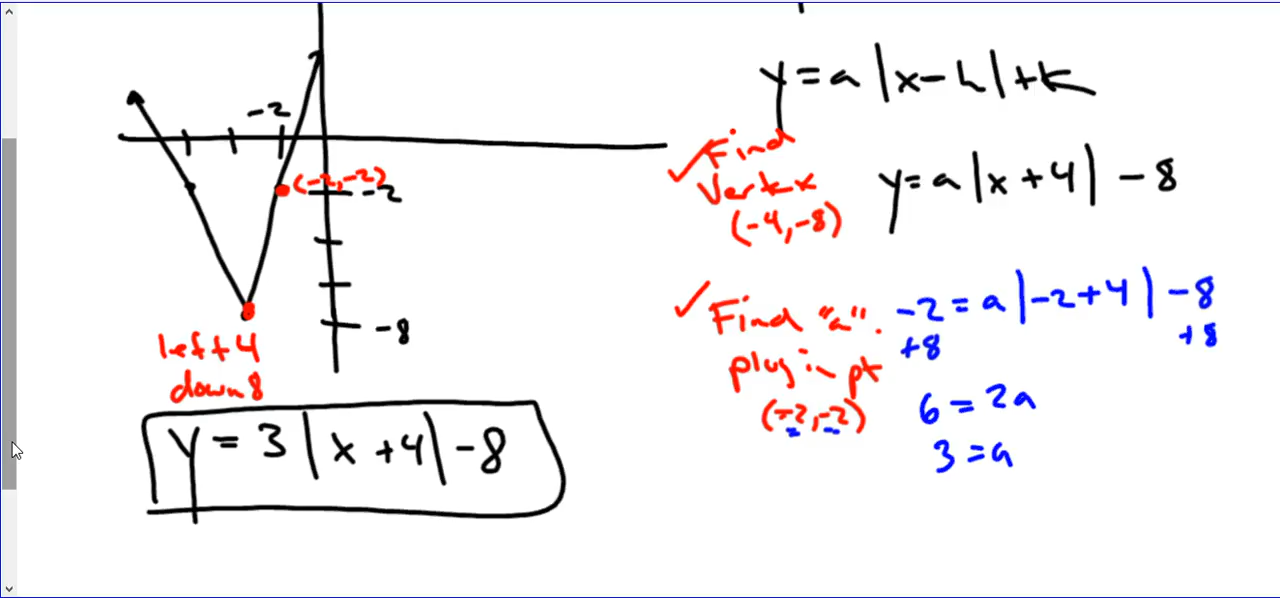 -2
(-2,-2)
-2
-8
left 4
down 8
y = 3 |x +4| -8
y = a |x - h| + k
✓ Find
vertex
(-4,-8)
y = a |x + 4| - 8
✓ Find "a".
plug in pt
(-2,-2)
-2 = a |-2 + 4| - 8
+8 +8
6 = 2a
3 = a